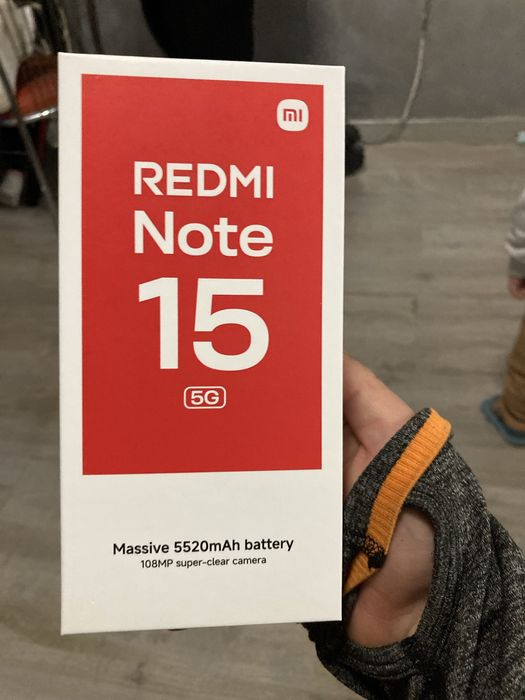 mi
REDMI
Note
15
5G
Massive 5520mAh battery
108MP super-clear camera